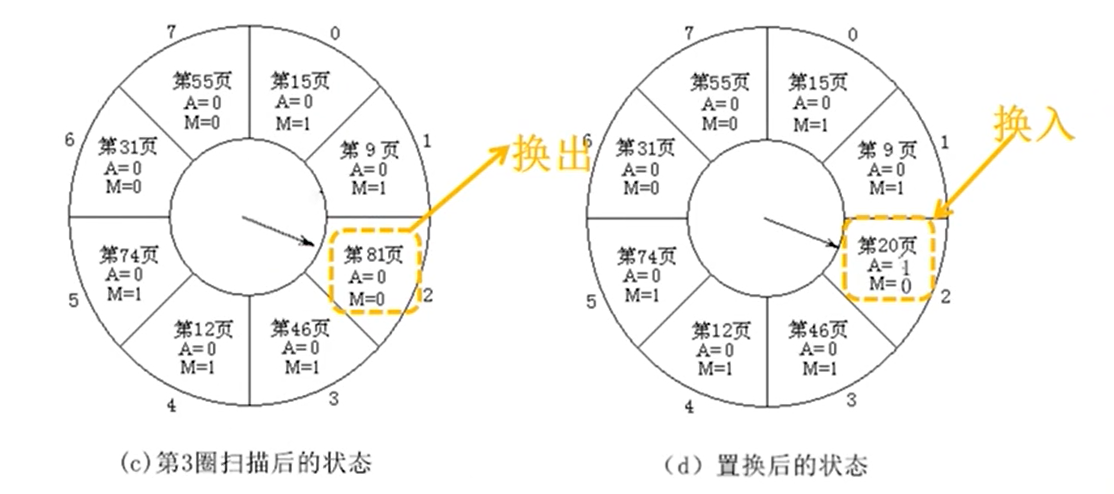 7
0
第55页
A=0
M=0
第15页
A=0
M=1
6
第31页
A=0
M=0
第 9 页
A=0
M=1
1
换出
第74页
A=0
M=1
5
第 81页
A=0
M=0
2
第12页
A=0
M=1
4
第46页
A=0
M=1
3
(c)第3圈扫描后的状态
7
0
第55页
A=0
M=0
第15页
A=0
M=1
换入
6
第31页
A=0
M=0
第 9 页
A=0
M=1
1
第74页
A=0
M=1
5
第20页
A= 1
M= 0
2
第12页
A=0
M=1
4
第46页
A=0
M=1
3
（d）置换后的状态